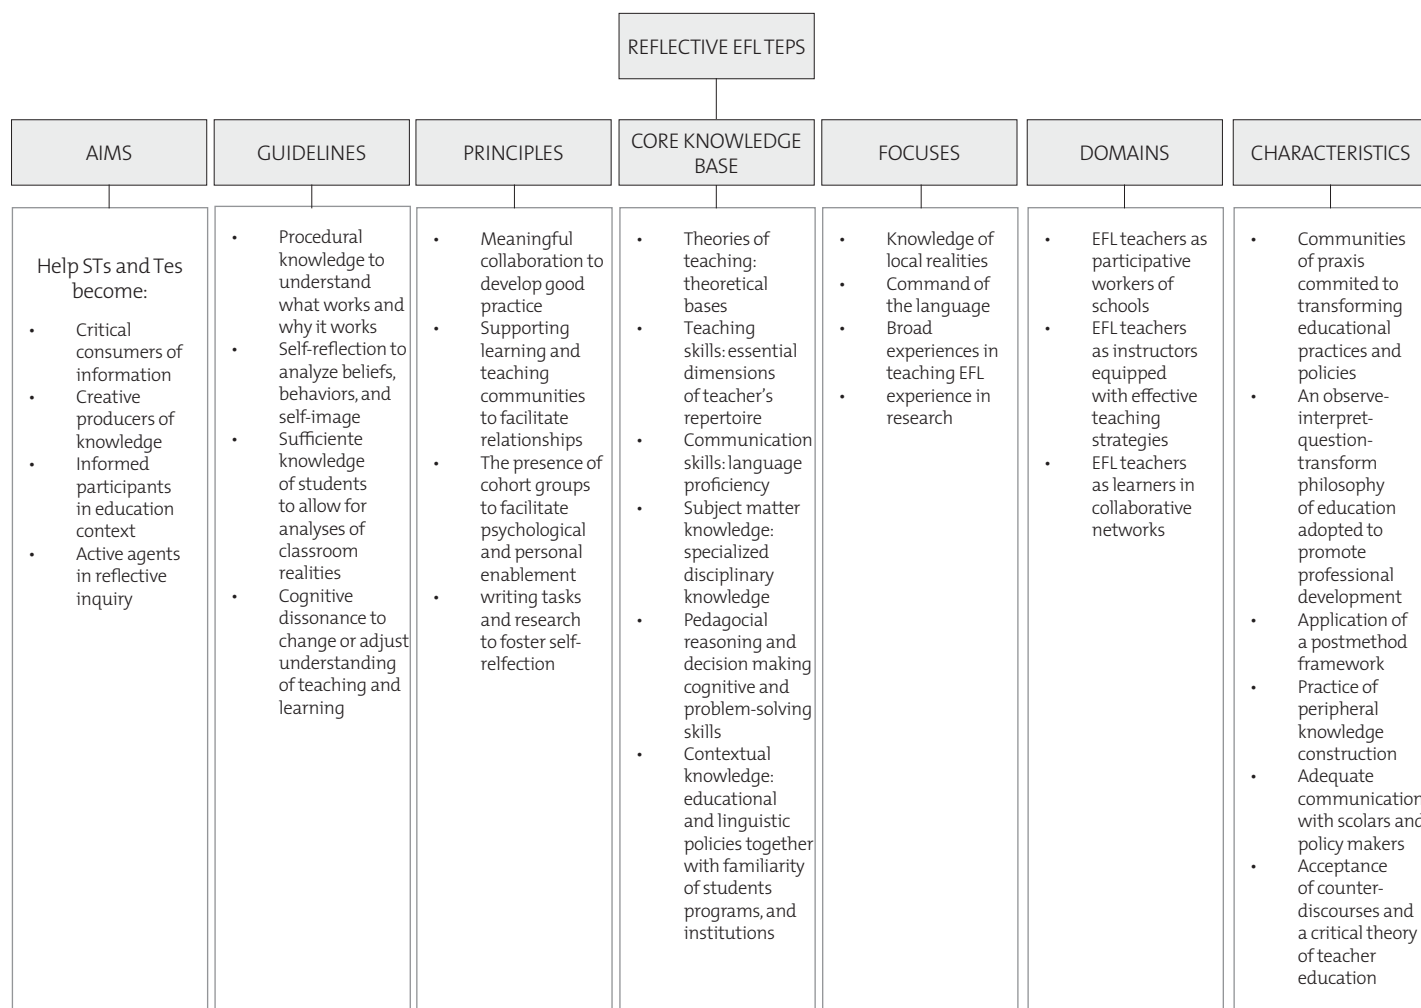 REFLECTIVE EFL TEPS
AIMS
GUIDELINES
PRINCIPLES
CORE KNOWLEDGE
BASE
FOCUSES
DOMAINS
CHARACTERISTICS
Help STs and Tes
become:
• Critical
consumers of
information
• Creative
producers of
knowledge
• Informed
participants
in education
context
• Active agents
in reflective
inquiry
• Procedural
knowledge to
understand
what works and
why it works
• Self-reflection to
analyze beliefs,
behaviors, and
self-image
• Sufficiente
knowledge
of students
to allow for
analyses of
classroom
realities
• Cognitive
dissonance to
change or adjust
understanding
of teaching and
learning
• Meaningful
collaboration to
develop good
practice
• Supporting
learning and
teaching
communities
to facilitate
relationships
• The presence of
cohort groups
to facilitate
psychological
and personal
enablement
• writing tasks
and research
to foster self-
relfection
• Theories of
teaching:
theoretical
bases
• Teaching
skills: essential
dimensions
of teacher's
repertoire
• Communication
skills: language
proficiency
• Subject matter
knowledge:
specialized
disciplinary
knowledge
• Pedagocial
reasoning and
decision making
cognitive and
problem-solving
skills
• Contextual
knowledge:
educational
and linguistic
policies together
with familiarity
of students
programs, and
institutions
• Knowledge of
local realities
• Command of
the language
• Broad
experiences in
teaching EFL
• experience in
research
• EFL teachers as
participative
workers of
schools
• EFL teachers
as instructors
equipped
with effective
teaching
strategies
• EFL teachers
as learners in
collaborative
networks
• Communities
of praxis
commited to
transforming
educational
practices and
policies
• An observe-
interpret-
question-
transform
philosophy
of education
adopted to
promote
professional
development
• Application of
a postmethod
framework
• Practice of
peripheral
knowledge
construction
• Adequate
communication
with scolars and
policy makers
• Acceptance
of counter-
discourses and
a critical theory
of teacher
education